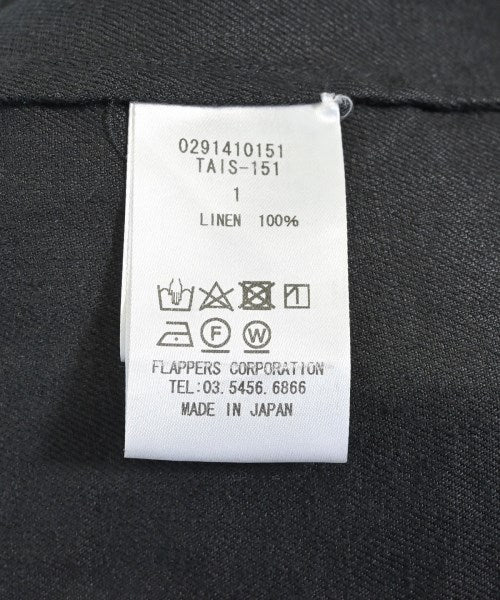 0291410151
TAIS-151
1
LINEN 100%
F W
FLAPPERS CORPORATION
TEL:03.5456.6866
MADE IN JAPAN